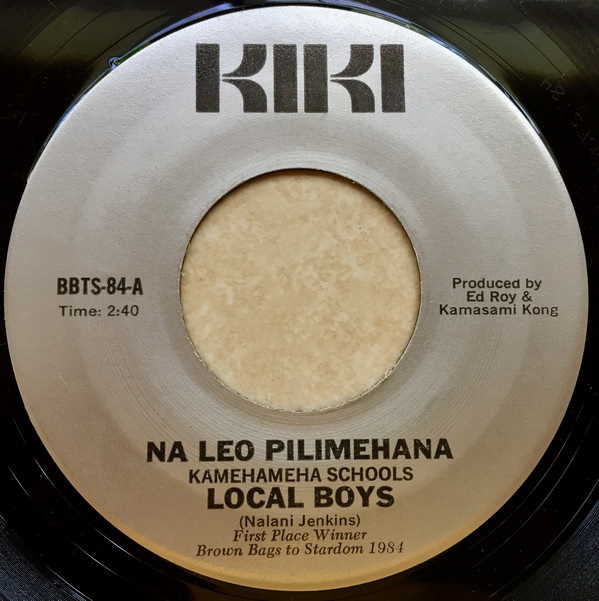 KIKI
BBTS-84-A
Time: 2:40
Produced by
Ed Roy &
Kamasami Kong
NA LEO PILIMEHANA
KAMEHAMEHA SCHOOLS
LOCAL BOYS
(Nalani Jenkins)
First Place Winner
Brown Bags to Stardom 1984